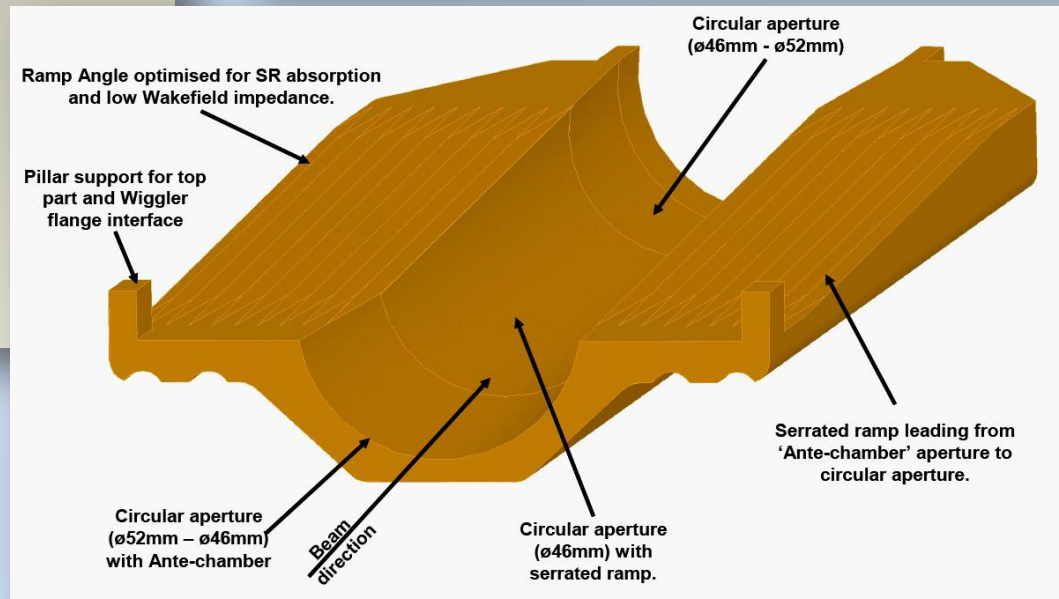 Circular aperture
(ø46mm - ø52mm)
Ramp Angle optimised for SR absorption
and low Wakefield impedance.
Pillar support for top
part and Wiggler
flange interface
Serrated ramp leading from
‘Ante-chamber’ aperture to
circular aperture.
Circular aperture
(ø52mm – ø46mm)
with Ante-chamber
Beam
direction
Circular aperture
(ø46mm) with
serrated ramp.